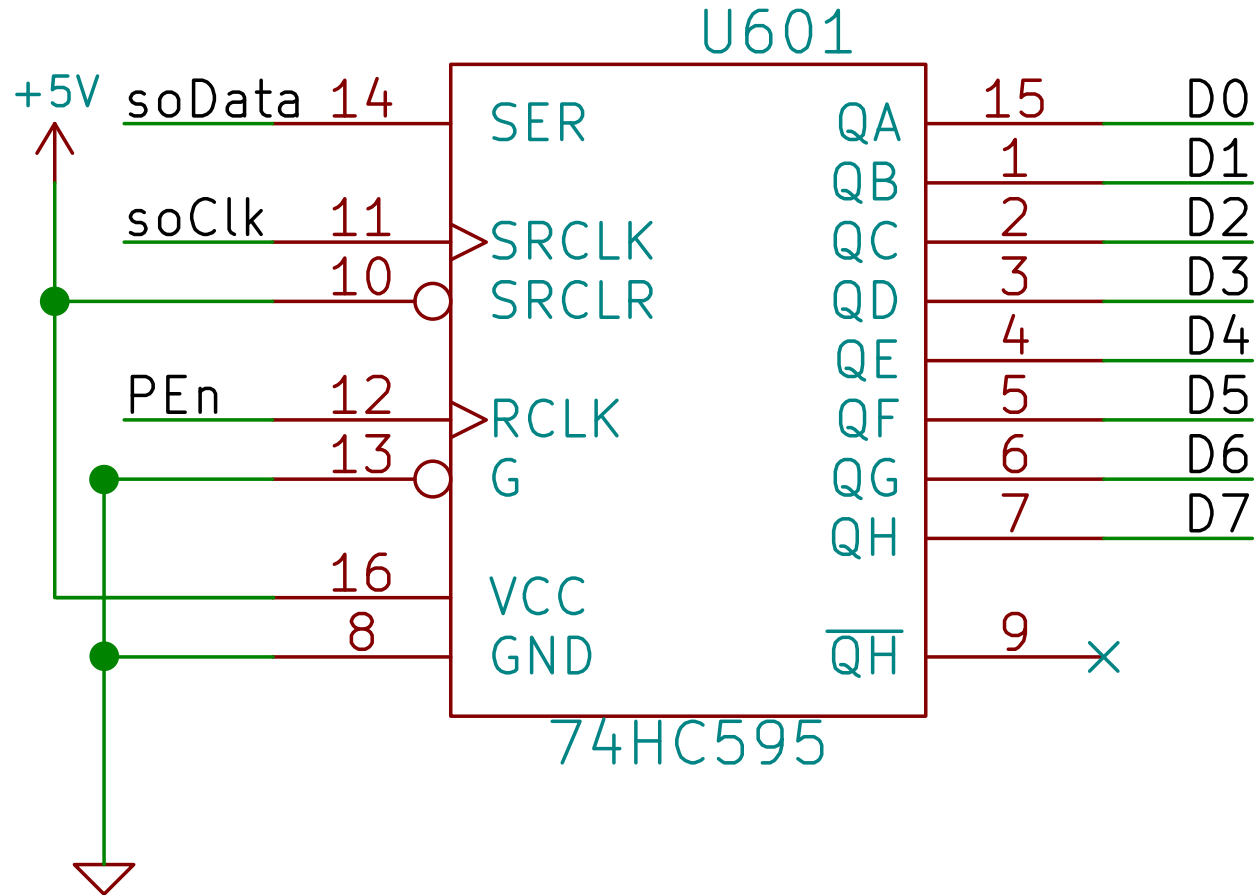 U601
+5V
soData 14 SER QA 15 D0
QB 1 D1
soClk 11 SRCLK QC 2 D2
10 SRCLR QD 3 D3
QE 4 D4
PEn 12 RCLK QF 5 D5
13 G QG 6 D6
QH 7 D7
16 VCC
8 GND Q̅H̅ 9
74HC595